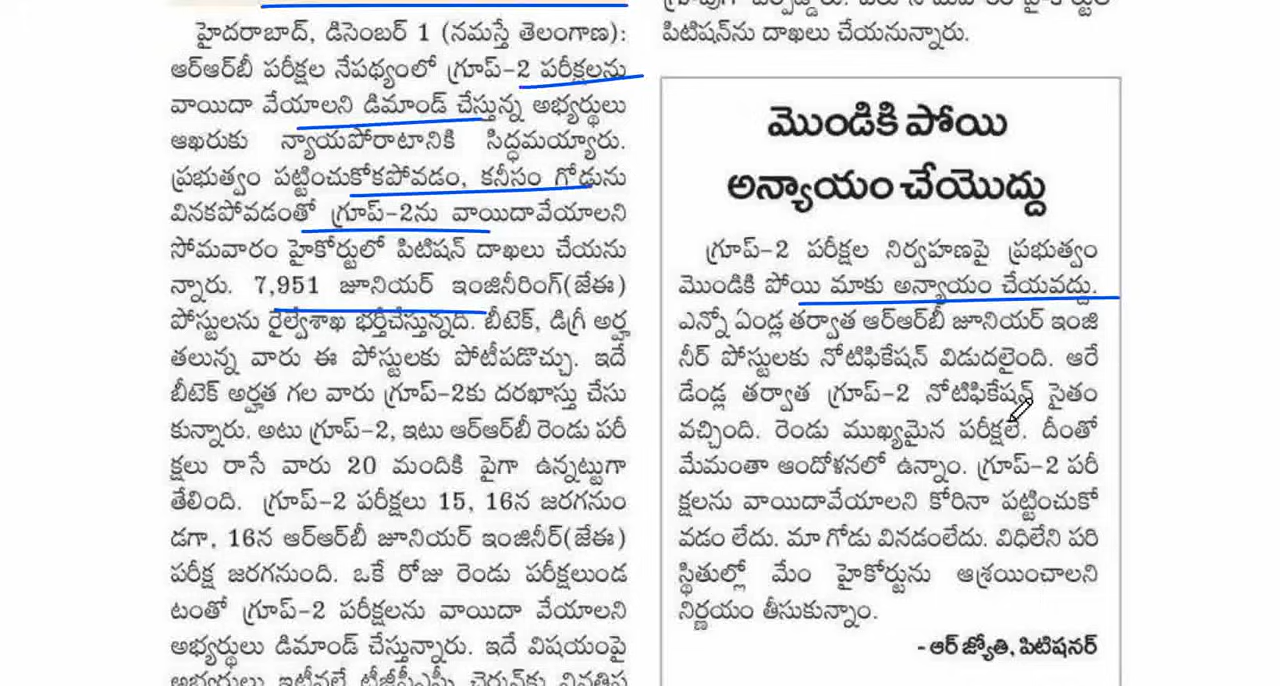 హైదరాబాద్, డిసెంబర్ 1 (నమస్తే తెలంగాణ):
ఆర్ఆర్‌బీ పరీక్షల నేపథ్యంలో గ్రూప్-2 పరీక్షలను
వాయిదా వేయాలని డిమాండ్ చేస్తున్న అభ్యర్థులు
ఆఖరుకు న్యాయపోరాటానికి సిద్ధమయ్యారు.
ప్రభుత్వం పట్టించుకోకపోవడం, కనీసం గోడును
వినకపోవడంతో గ్రూప్-2ను వాయిదావేయాలని
సోమవారం హైకోర్టులో పిటిషన్ దాఖలు చేయను
న్నారు. 7,951 జూనియర్ ఇంజినీరింగ్(జేఈ)
పోస్టులను రైల్వేశాఖ భర్తీచేస్తున్నది. బీటెక్, డిగ్రీ అర్హ
తలున్న వారు ఈ పోస్టులకు పోటీపడొచ్చు. ఇదే
బీటెక్ అర్హత గల వారు గ్రూప్-2కు దరఖాస్తు చేసు
కున్నారు. అటు గ్రూప్-2, ఇటు ఆర్ఆర్‌బీ రెండు పరీ
క్షలు రాసే వారు 20 మందికి పైగా ఉన్నట్టుగా
తేలింది. గ్రూప్-2 పరీక్షలు 15, 16న జరగనుం
డగా, 16న ఆర్ఆర్‌బీ జూనియర్ ఇంజినీర్(జేఈ)
పరీక్ష జరగనుంది. ఒకే రోజు రెండు పరీక్షలుండ
టంతో గ్రూప్-2 పరీక్షలను వాయిదా వేయాలని
అభ్యర్థులు డిమాండ్ చేస్తున్నారు. ఇదే విషయంపై
అభ్యర్థులు ఇటీవలే టీజీపీఎస్సీ చైర్మన్‌కు
పిటిషన్‌ను దాఖలు చేయనున్నారు.
మొండికి పోయి
అన్యాయం చేయొద్దు
గ్రూప్-2 పరీక్షల నిర్వహణపై ప్రభుత్వం
మొండికి పోయి మాకు అన్యాయం చేయవద్దు.
ఎన్నో ఏండ్ల తర్వాత ఆర్ఆర్‌బీ జూనియర్ ఇంజి
నీర్ పోస్టులకు నోటిఫికేషన్ విడుదలైంది. ఆరే
డేండ్ల తర్వాత గ్రూప్-2 నోటిఫికేషన్ సైతం
వచ్చింది. రెండు ముఖ్యమైన పరీక్షలే. దీంతో
మేమంతా ఆందోళనలో ఉన్నాం. గ్రూప్-2 పరీ
క్షలను వాయిదావేయాలని కోరినా పట్టించుకో
వడం లేదు. మా గోడు వినడంలేదు. విధిలేని పరి
స్థితుల్లో మేం హైకోర్టును ఆశ్రయించాలని
నిర్ణయం తీసుకున్నాం.
- ఆర్ జ్యోతి, పిటిషనర్